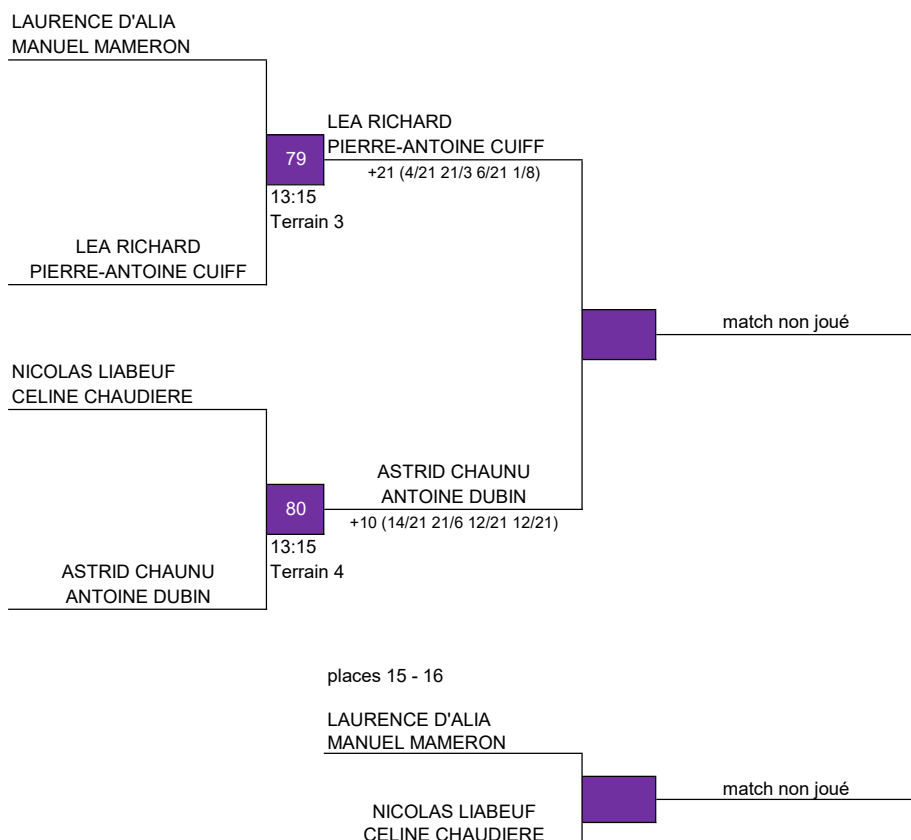 LAURENCE D'ALIA
MANUEL MAMERON
LEA RICHARD
PIERRE-ANTOINE CUIFF
79
+21 (4/21 21/3 6/21 1/8)
13:15
Terrain 3
LEA RICHARD
PIERRE-ANTOINE CUIFF
match non joué
NICOLAS LIABEUF
CELINE CHAUDIERE
ASTRID CHAUNU
ANTOINE DUBIN
80
+10 (14/21 21/6 12/21 12/21)
13:15
Terrain 4
ASTRID CHAUNU
ANTOINE DUBIN
places 15 - 16
LAURENCE D'ALIA
MANUEL MAMERON
match non joué
NICOLAS LIABEUF
CELINE CHAUDIERE